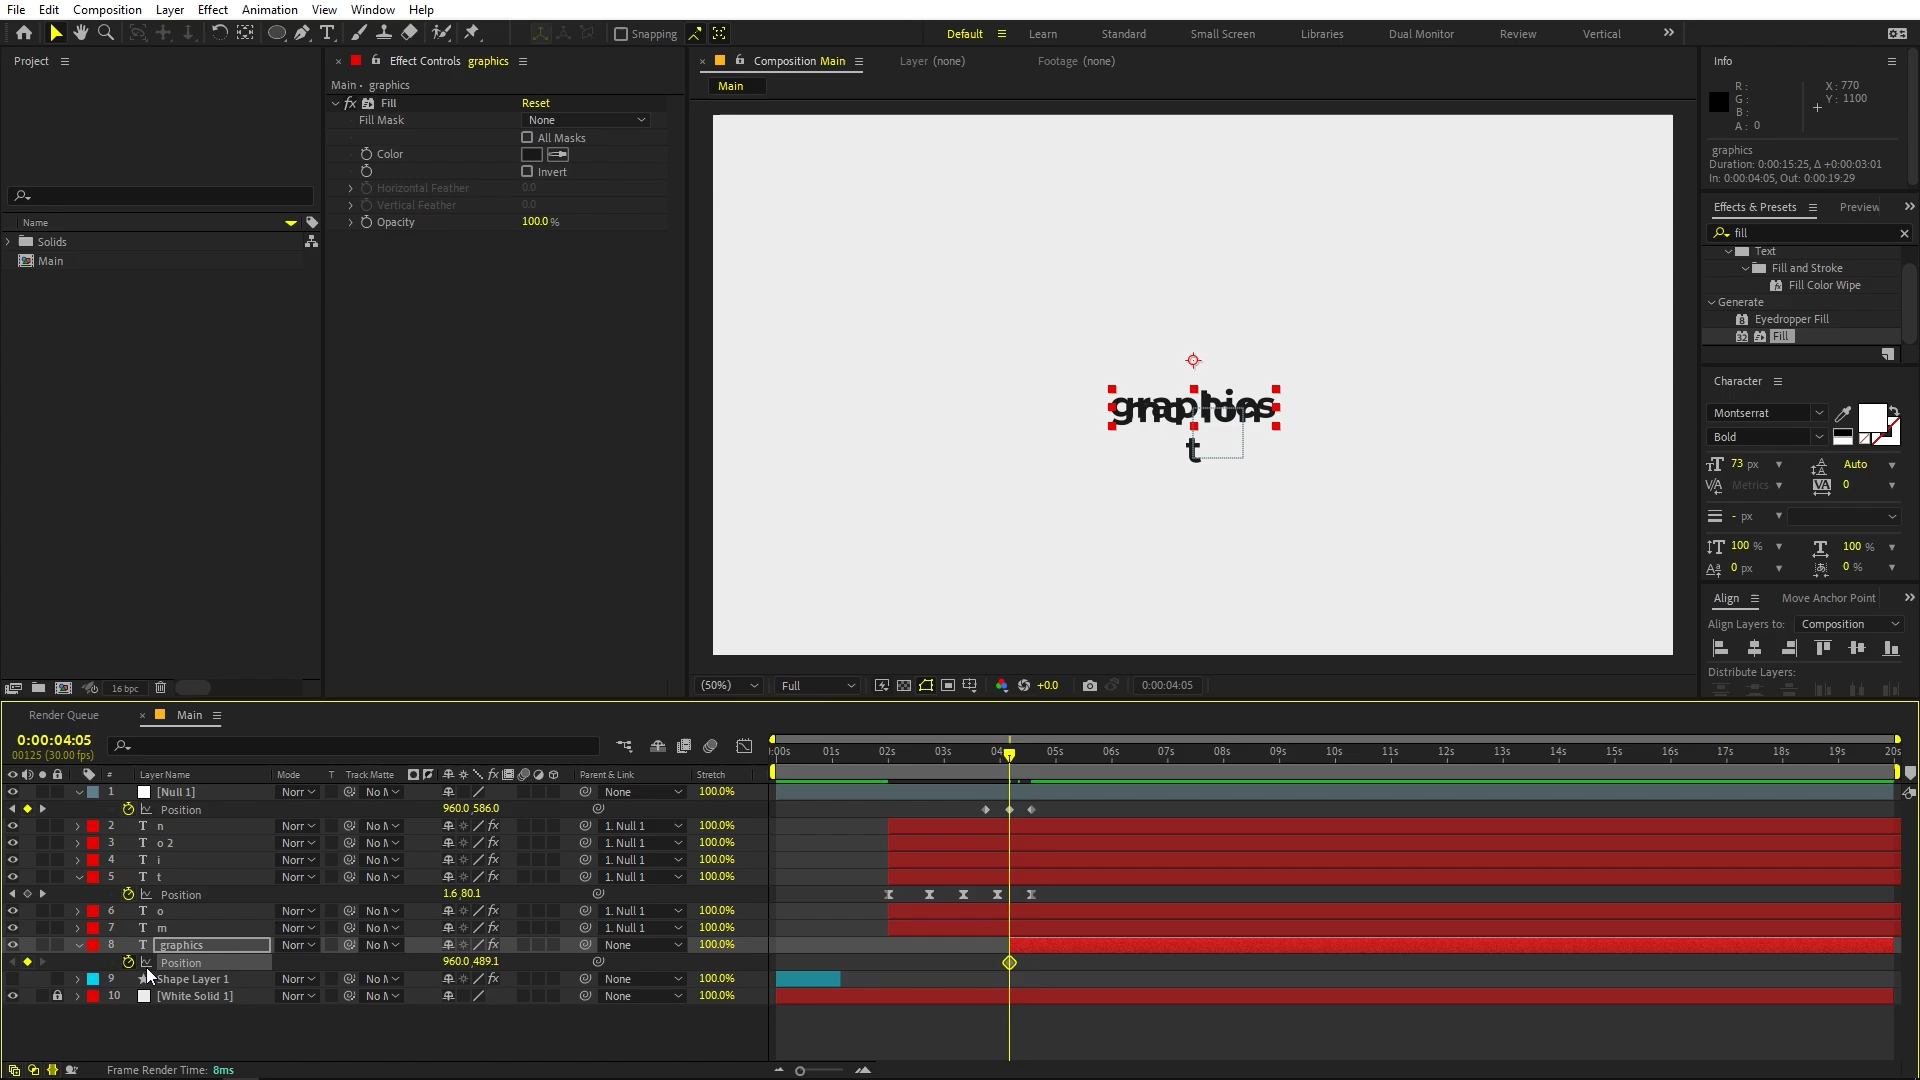 File Edit Composition Layer Effect Animation View Window Help
Snapping
Default Learn Standard Small Screen Libraries Dual Monitor Review Vertical
Project
Name
Solids
Main
16 bpc
Effect Controls graphics
Main • graphics
fx Fill Reset
Fill Mask None
All Masks
Color
Invert
Horizontal Feather 0.0
Vertical Feather 0.0
Opacity 100.0 %
Composition Main Layer (none) Footage (none)
Main
graphics
t
(50%) Full +0.0 0:00:04:05
Info
R :
G :
B :
A : 0
X : 770
Y : 1100
graphics
Duration: 0:00:15:25, Δ +0:00:03:01
In: 0:00:04:05, Out: 0:00:19:29
Effects & Presets Preview
fill
Text
Fill and Stroke
Fill Color Wipe
Generate
Eyedropper Fill
32 Fill
Character
Montserrat
Bold
73 px Auto
Metrics 0
- px
100 % 100 %
0 px 0 %
Align Move Anchor Point
Align Layers to: Composition
Distribute Layers:
Render Queue Main
0:00:04:05
00125 (30.00 fps)
# Layer Name Mode T Track Matte Parent & Link Stretch
:00s 01s 02s 03s 04 05s 06s 07s 08s 09s 10s 11s 12s 13s 14s 15s 16s 17s 18s 19s 20s
1 [Null 1] Norr No M None 100.0%
Position 960.0 ,586.0
2 T n Norr No M fx 1. Null 1 100.0%
3 T o 2 Norr No M fx 1. Null 1 100.0%
4 T i Norr No M fx 1. Null 1 100.0%
5 T t Norr No M fx 1. Null 1 100.0%
Position 1.6 ,80.1
6 T o Norr No M fx 1. Null 1 100.0%
7 T m Norr No M fx 1. Null 1 100.0%
8 T graphics Norr No M fx None 100.0%
Position 960.0 ,489.1
9 Shape Layer 1 Norr No M None 100.0%
10 [White Solid 1] Norr No M None 100.0%
Frame Render Time: 8ms